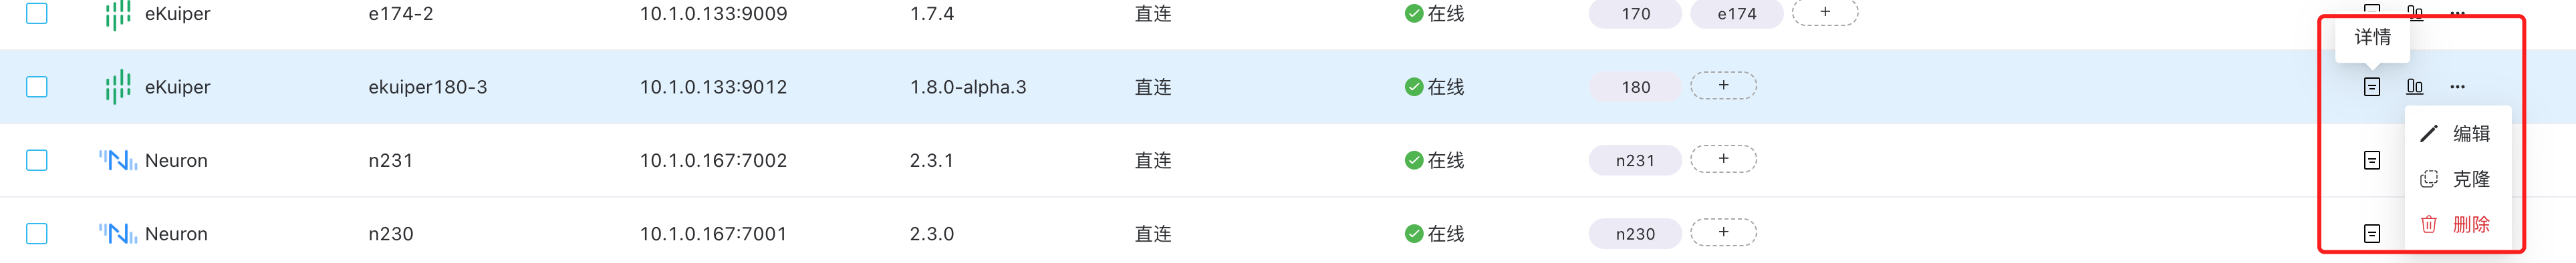 eKuiper e174-2 10.1.0.133:9009 1.7.4 直连 在线 170 e174 +
详情
eKuiper ekuiper180-3 10.1.0.133:9012 1.8.0-alpha.3 直连 在线 180 +
编辑
Neuron n231 10.1.0.167:7002 2.3.1 直连 在线 n231 +
克隆
删除
Neuron n230 10.1.0.167:7001 2.3.0 直连 在线 n230 +